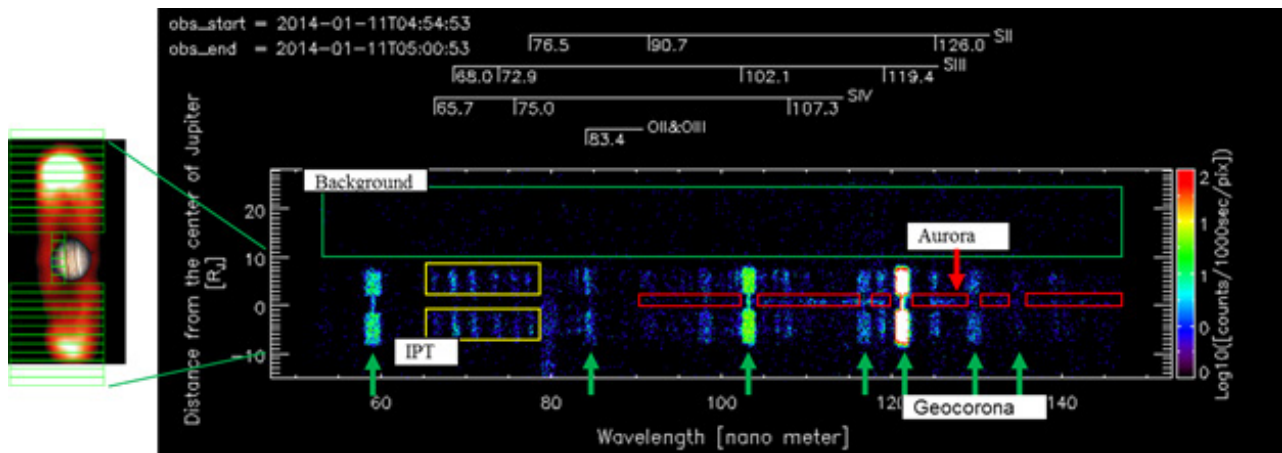 obs_start = 2014-01-11T04:54:53
obs_end = 2014-01-11T05:00:53
76.5 90.7 126.0 SII
68.0 72.9 102.1 119.4 SIII
65.7 75.0 107.3 SIV
83.4 OII&OIII
Distance from the center of Jupiter
[RJ]
20
10
0
-10
Background
Aurora
IPT
Geocorona
60 80 100 120 140
Wavelength [nano meter]
2
1
1
0
0
Log10([counts/1000sec/pix])